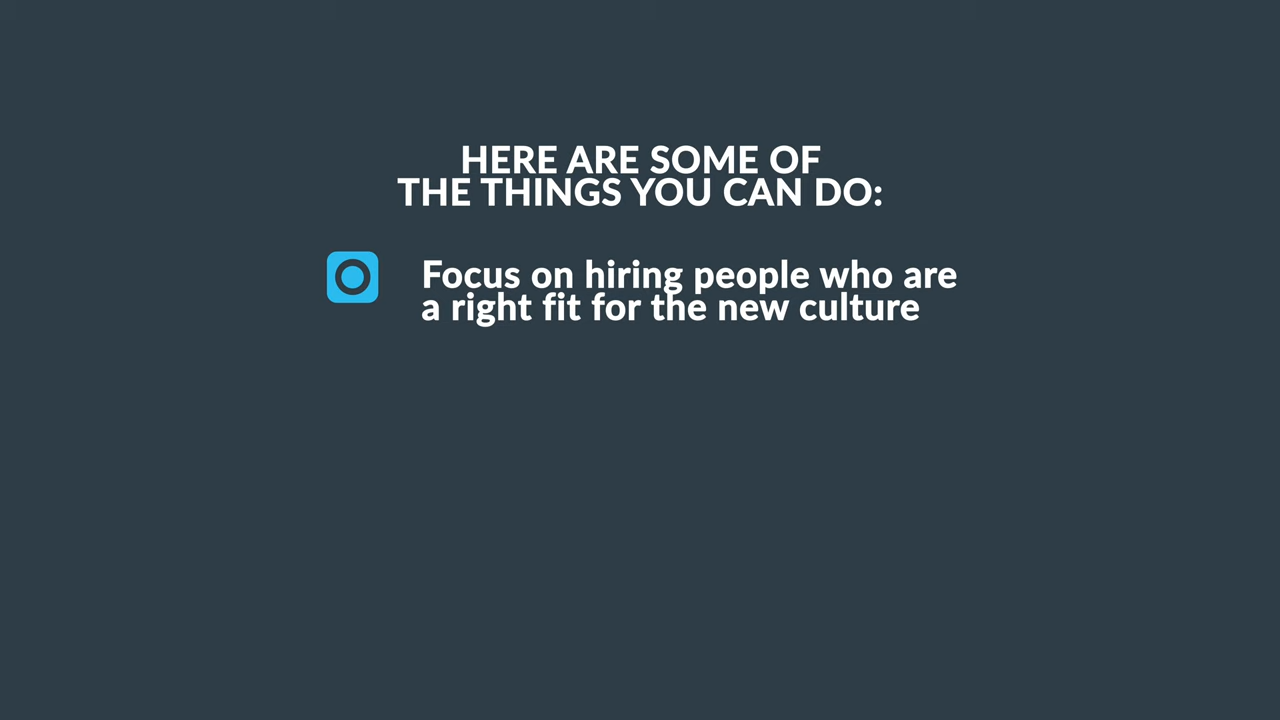 HERE ARE SOME OF
THE THINGS YOU CAN DO:
Focus on hiring people who are
a right fit for the new culture